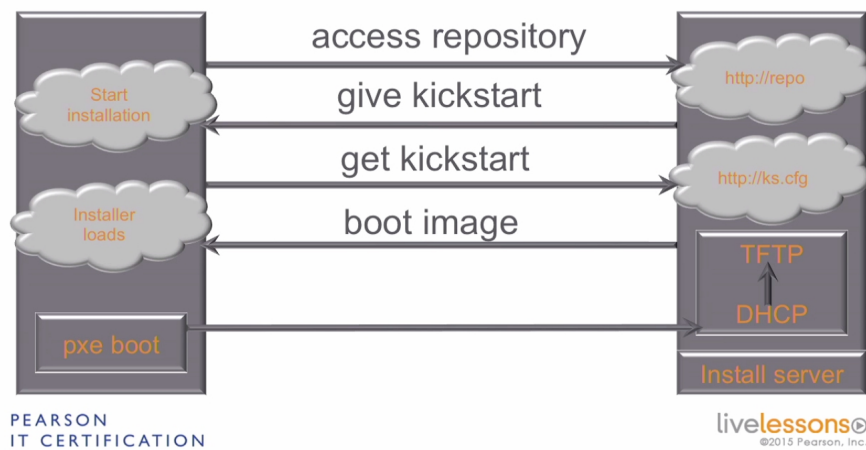 access repository
http://repo
Start
installation
give kickstart
get kickstart
http://ks.cfg
Installer
loads
boot image
TFTP
DHCP
pxe boot
Install server
PEARSON
IT CERTIFICATION
livelessons
©2015 Pearson, Inc.